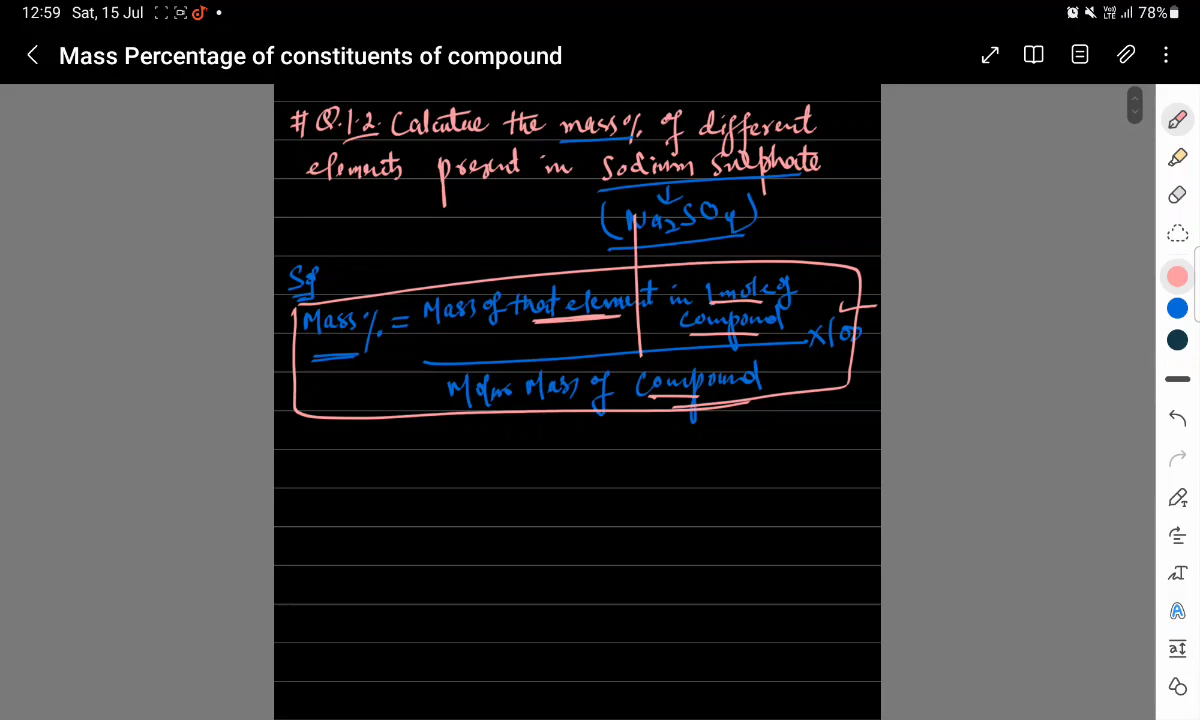 12:59 Sat, 15 Jul
78%
Mass Percentage of constituents of compound
# Q.1.2. Calculate the mass % of different
elements present in Sodium Sulphate
(Na2SO4)
Sol
Mass % = Mass of that element in 1 mole of
compound
×100
Molar Mass of Compound